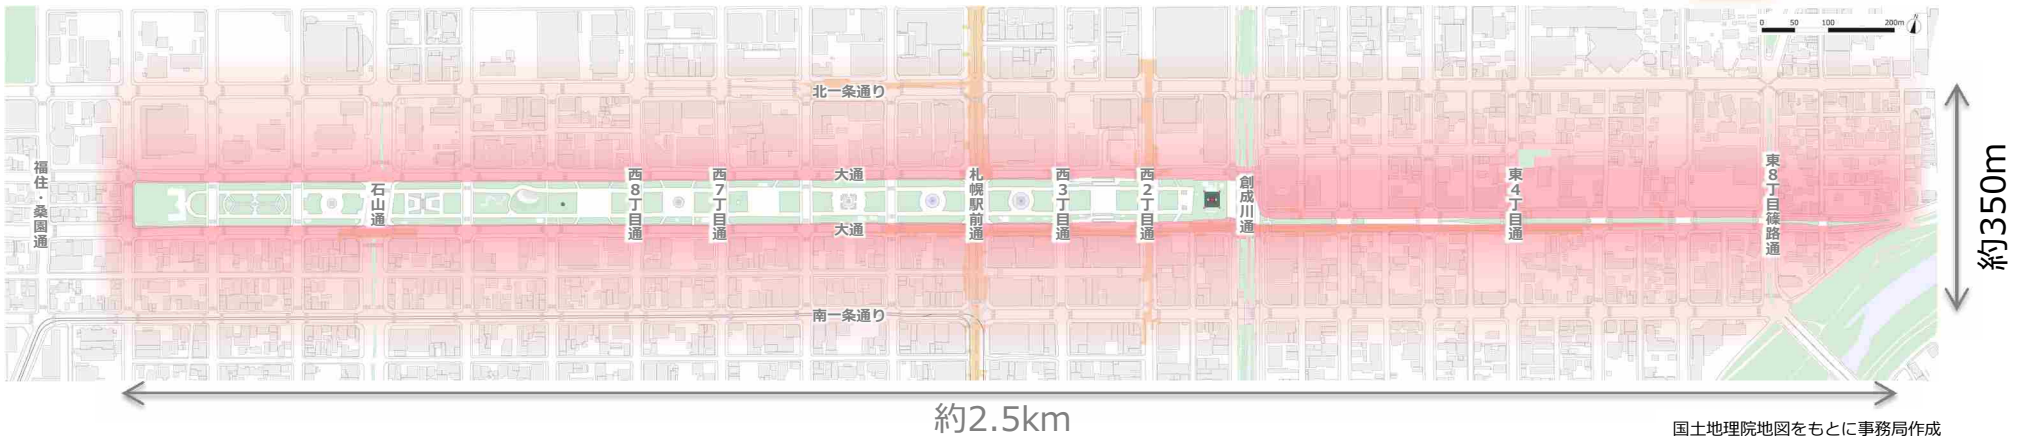 0 50 100 200m
北一条通り
福住・桑園通
石山通
西8丁目通
西7丁目通
大通
大通
札幌駅前通
西3丁目通
西2丁目通
創成川通
東4丁目通
東8丁目篠路通
南一条通り
約350m
約2.5km
国土地理院地図をもとに事務局作成